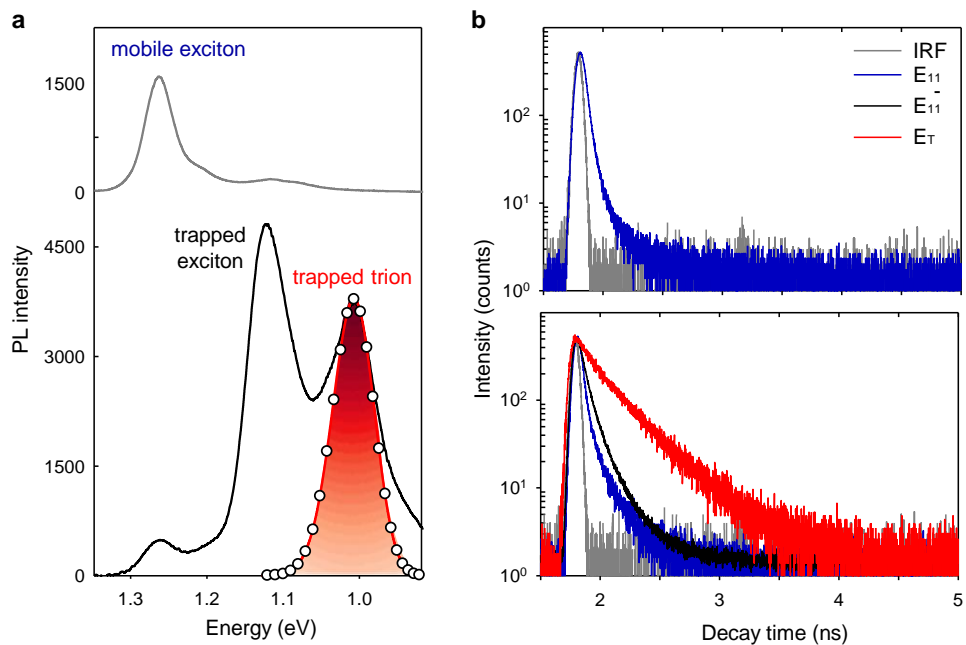 a
mobile exciton
1500
0
4500
trapped
exciton
trapped trion
3000
1500
0
PL intensity
1.3
1.2
1.1
1.0
Energy (eV)
b
IRF
E₁₁
E₁₁⁻
E_T
10²
10¹
10⁰
10²
10¹
10⁰
Intensity (counts)
2
3
4
5
Decay time (ns)